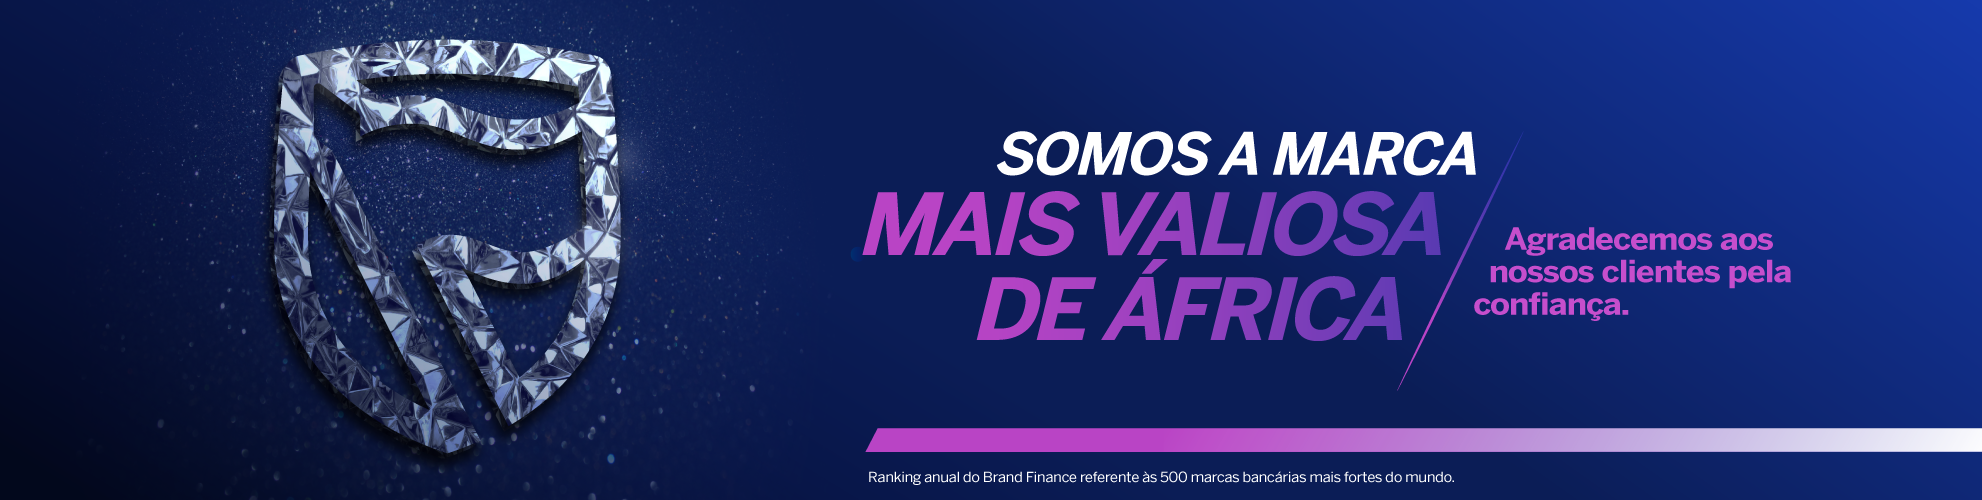 SOMOS A MARCA
MAIS VALIOSA
DE ÁFRICA
Agradecemos aos
nossos clientes pela
confiança.
Ranking anual do Brand Finance referente às 500 marcas bancárias mais fortes do mundo.